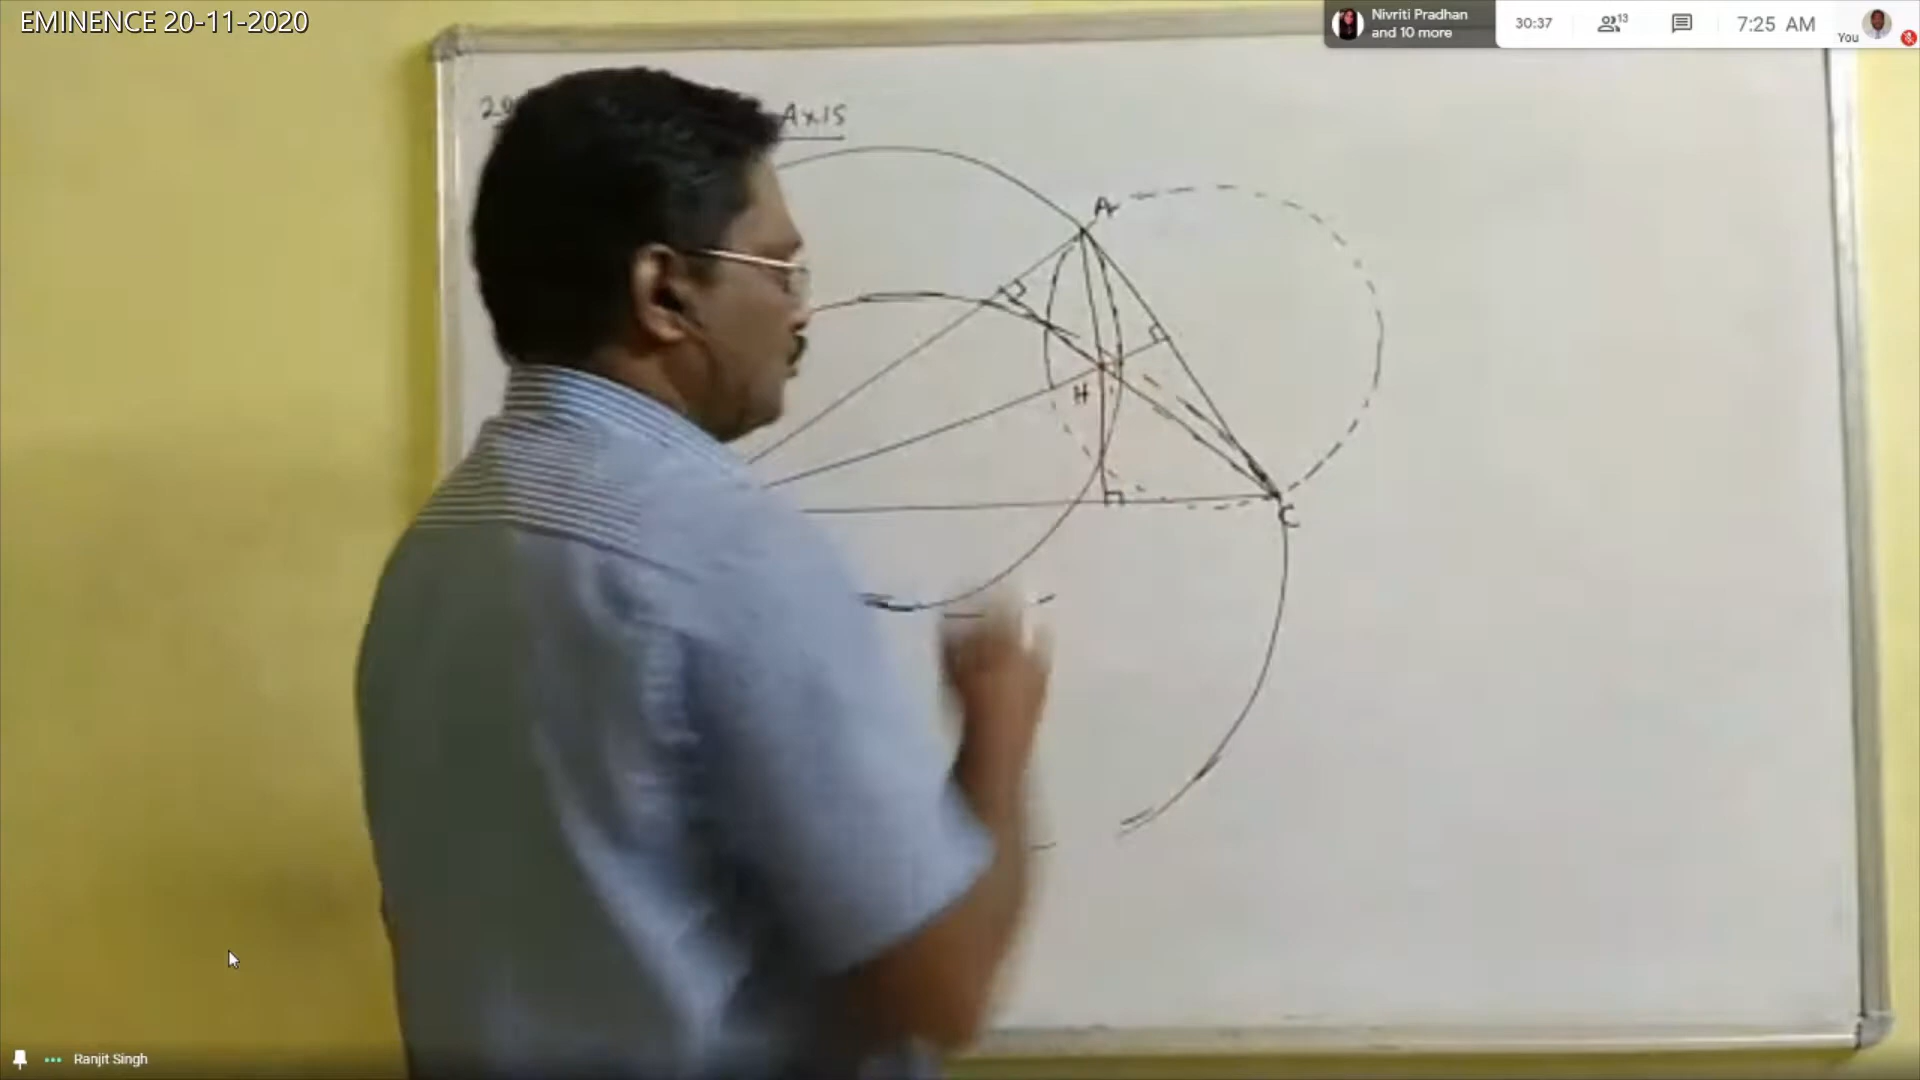 EMINENCE 20-11-2020
Nivriti Pradhan
and 10 more
30:37
13
7:25 AM
You
AXIS
A
H
C
Ranjit Singh